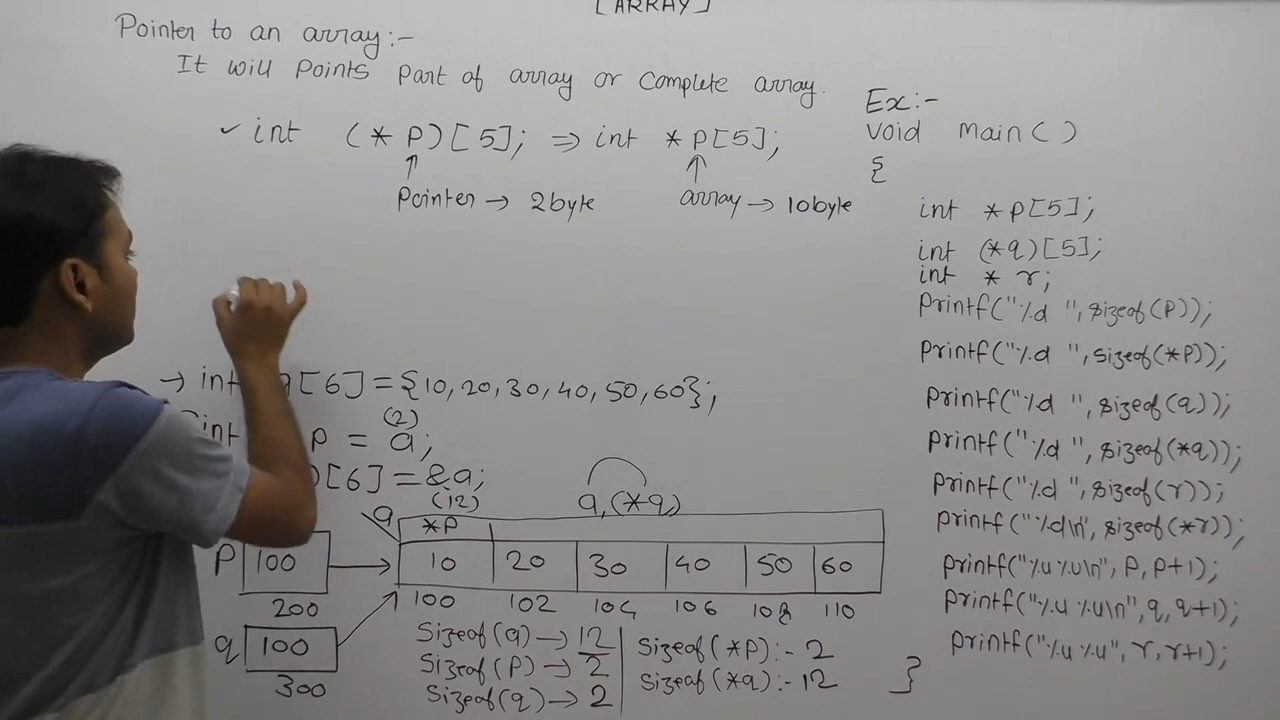 [ARRAY]
Pointer to an array:-
It will Points Part of array or Complete array.
✓ int (* P)[5]; ⇒ int *P[5];
↑ ↑
Pointer → 2byte array → 10byte
→ int a[6] = {10, 20, 30, 40, 50, 60};
(2)
int P = a;
[6] = &a;
(12)
a, (*q)
a *P
P 100 → 10 20 30 40 50 60
200 100 102 104 106 108 110
q 100
300
Sizeof(a) → 12
Sizeof(P) → 2
Sizeof(q) → 2
Sizeof(*P):- 2
Sizeof(*q):- 12
Ex:-
Void main()
{
int *P[5];
int (*q)[5];
int * r;
Printf("%d ", sizeof(P));
Printf("%d ", sizeof(*P));
Printf("%d ", sizeof(q));
Printf("%d ", sizeof(*q));
Printf("%d ", sizeof(r));
Printf("%d\n", sizeof(*r));
Printf("%u %u\n", P, P+1);
Printf("%u %u\n", q, q+1);
Printf("%u %u", r, r+1);
}